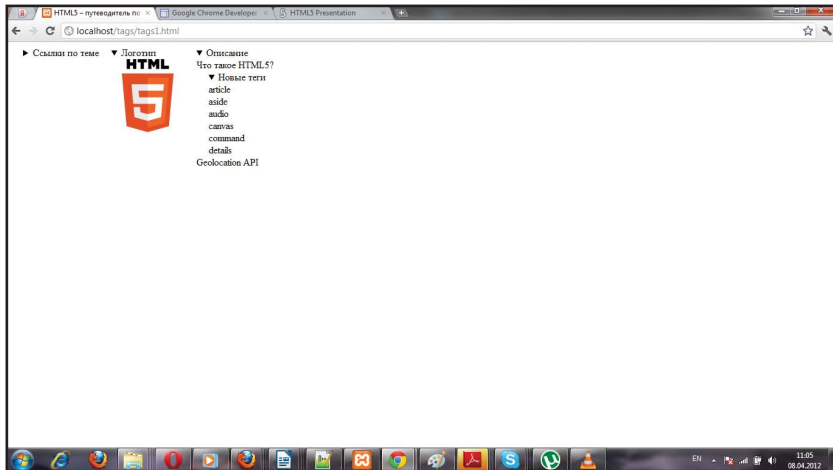 HTML5 – путеводитель по
Google Chrome Developer
HTML5 Presentation
localhost/tags/tags1.html
Ссылки по теме
Логотип
HTML
5
Описание
Что такое HTML5?
Новые теги
article
aside
audio
canvas
command
details
Geolocation API
EN
11:05
08.04.2012